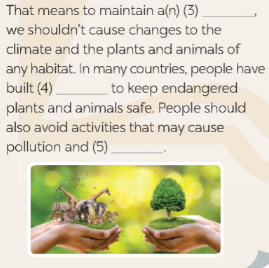 That means to maintain a(n) (3) ________,
we shouldn't cause changes to the
climate and the plants and animals of
any habitat. In many countries, people have
built (4) ________ to keep endangered
plants and animals safe. People should
also avoid activities that may cause
pollution and (5) ________.